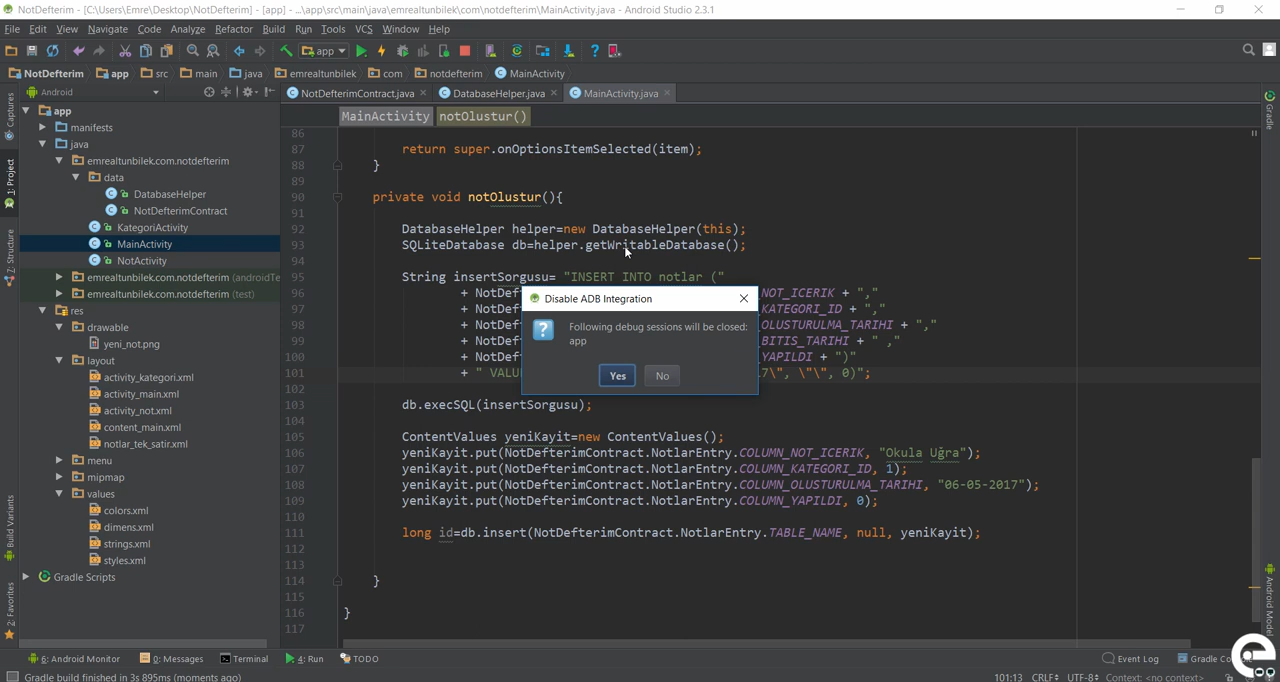 NotDefterim - [C:\Users\Emre\Desktop\NotDefterim] - [app] - ...\app\src\main\java\emrealtunbilek\com\notdefterim\MainActivity.java - Android Studio 2.3.1
File Edit View Navigate Code Analyze Refactor Build Run Tools VCS Window Help
app
NotDefterim app src main java emrealtunbilek com notdefterim MainActivity
Android
NotDefterimContract.java DatabaseHelper.java MainActivity.java
MainActivity notOlustur()
Captures
1: Project
Z: Structure
Build Variants
2: Favorites
app
manifests
java
emrealtunbilek.com.notdefterim
data
DatabaseHelper
NotDefterimContract
KategoriActivity
MainActivity
NotActivity
emrealtunbilek.com.notdefterim (androidTe
emrealtunbilek.com.notdefterim (test)
res
drawable
yeni_not.png
layout
activity_kategori.xml
activity_main.xml
activity_not.xml
content_main.xml
notlar_tek_satir.xml
menu
mipmap
values
colors.xml
dimens.xml
strings.xml
styles.xml
Gradle Scripts
86
87 return super.onOptionsItemSelected(item);
88 }
89
90 private void notOlustur(){
91
92 DatabaseHelper helper=new DatabaseHelper(this);
93 SQLiteDatabase db=helper.getWritableDatabase();
94
95 String insertSorgusu= "INSERT INTO notlar ("
96 + NotDef NOT_ICERIK + ","
97 + NotDef KATEGORI_ID + ","
98 + NotDef OLUSTURULMA_TARIHI + ","
99 + NotDef BITIS_TARIHI + " ,"
100 + NotDef YAPILDI + ")"
101 + " VALU 7\", \"\", 0)";
102
103 db.execSQL(insertSorgusu);
104
105 ContentValues yeniKayit=new ContentValues();
106 yeniKayit.put(NotDefterimContract.NotlarEntry.COLUMN_NOT_ICERIK, "Okula Uğra");
107 yeniKayit.put(NotDefterimContract.NotlarEntry.COLUMN_KATEGORI_ID, 1);
108 yeniKayit.put(NotDefterimContract.NotlarEntry.COLUMN_OLUSTURULMA_TARIHI, "06-05-2017");
109 yeniKayit.put(NotDefterimContract.NotlarEntry.COLUMN_YAPILDI, 0);
110
111 long id=db.insert(NotDefterimContract.NotlarEntry.TABLE_NAME, null, yeniKayit);
112
113
114 }
115
116 }
117
Disable ADB Integration
Following debug sessions will be closed:
app
Yes No
Gradle
Android Model
6: Android Monitor 0: Messages Terminal 4: Run TODO Event Log Gradle Co
Gradle build finished in 3s 895ms (moments ago) 101:13 CRLF UTF-8 Context: <no context>